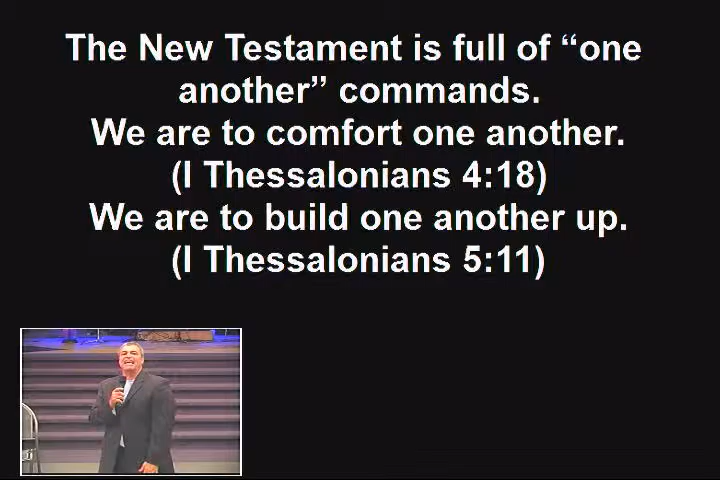 The New Testament is full of “one
another” commands.
We are to comfort one another.
(I Thessalonians 4:18)
We are to build one another up.
(I Thessalonians 5:11)